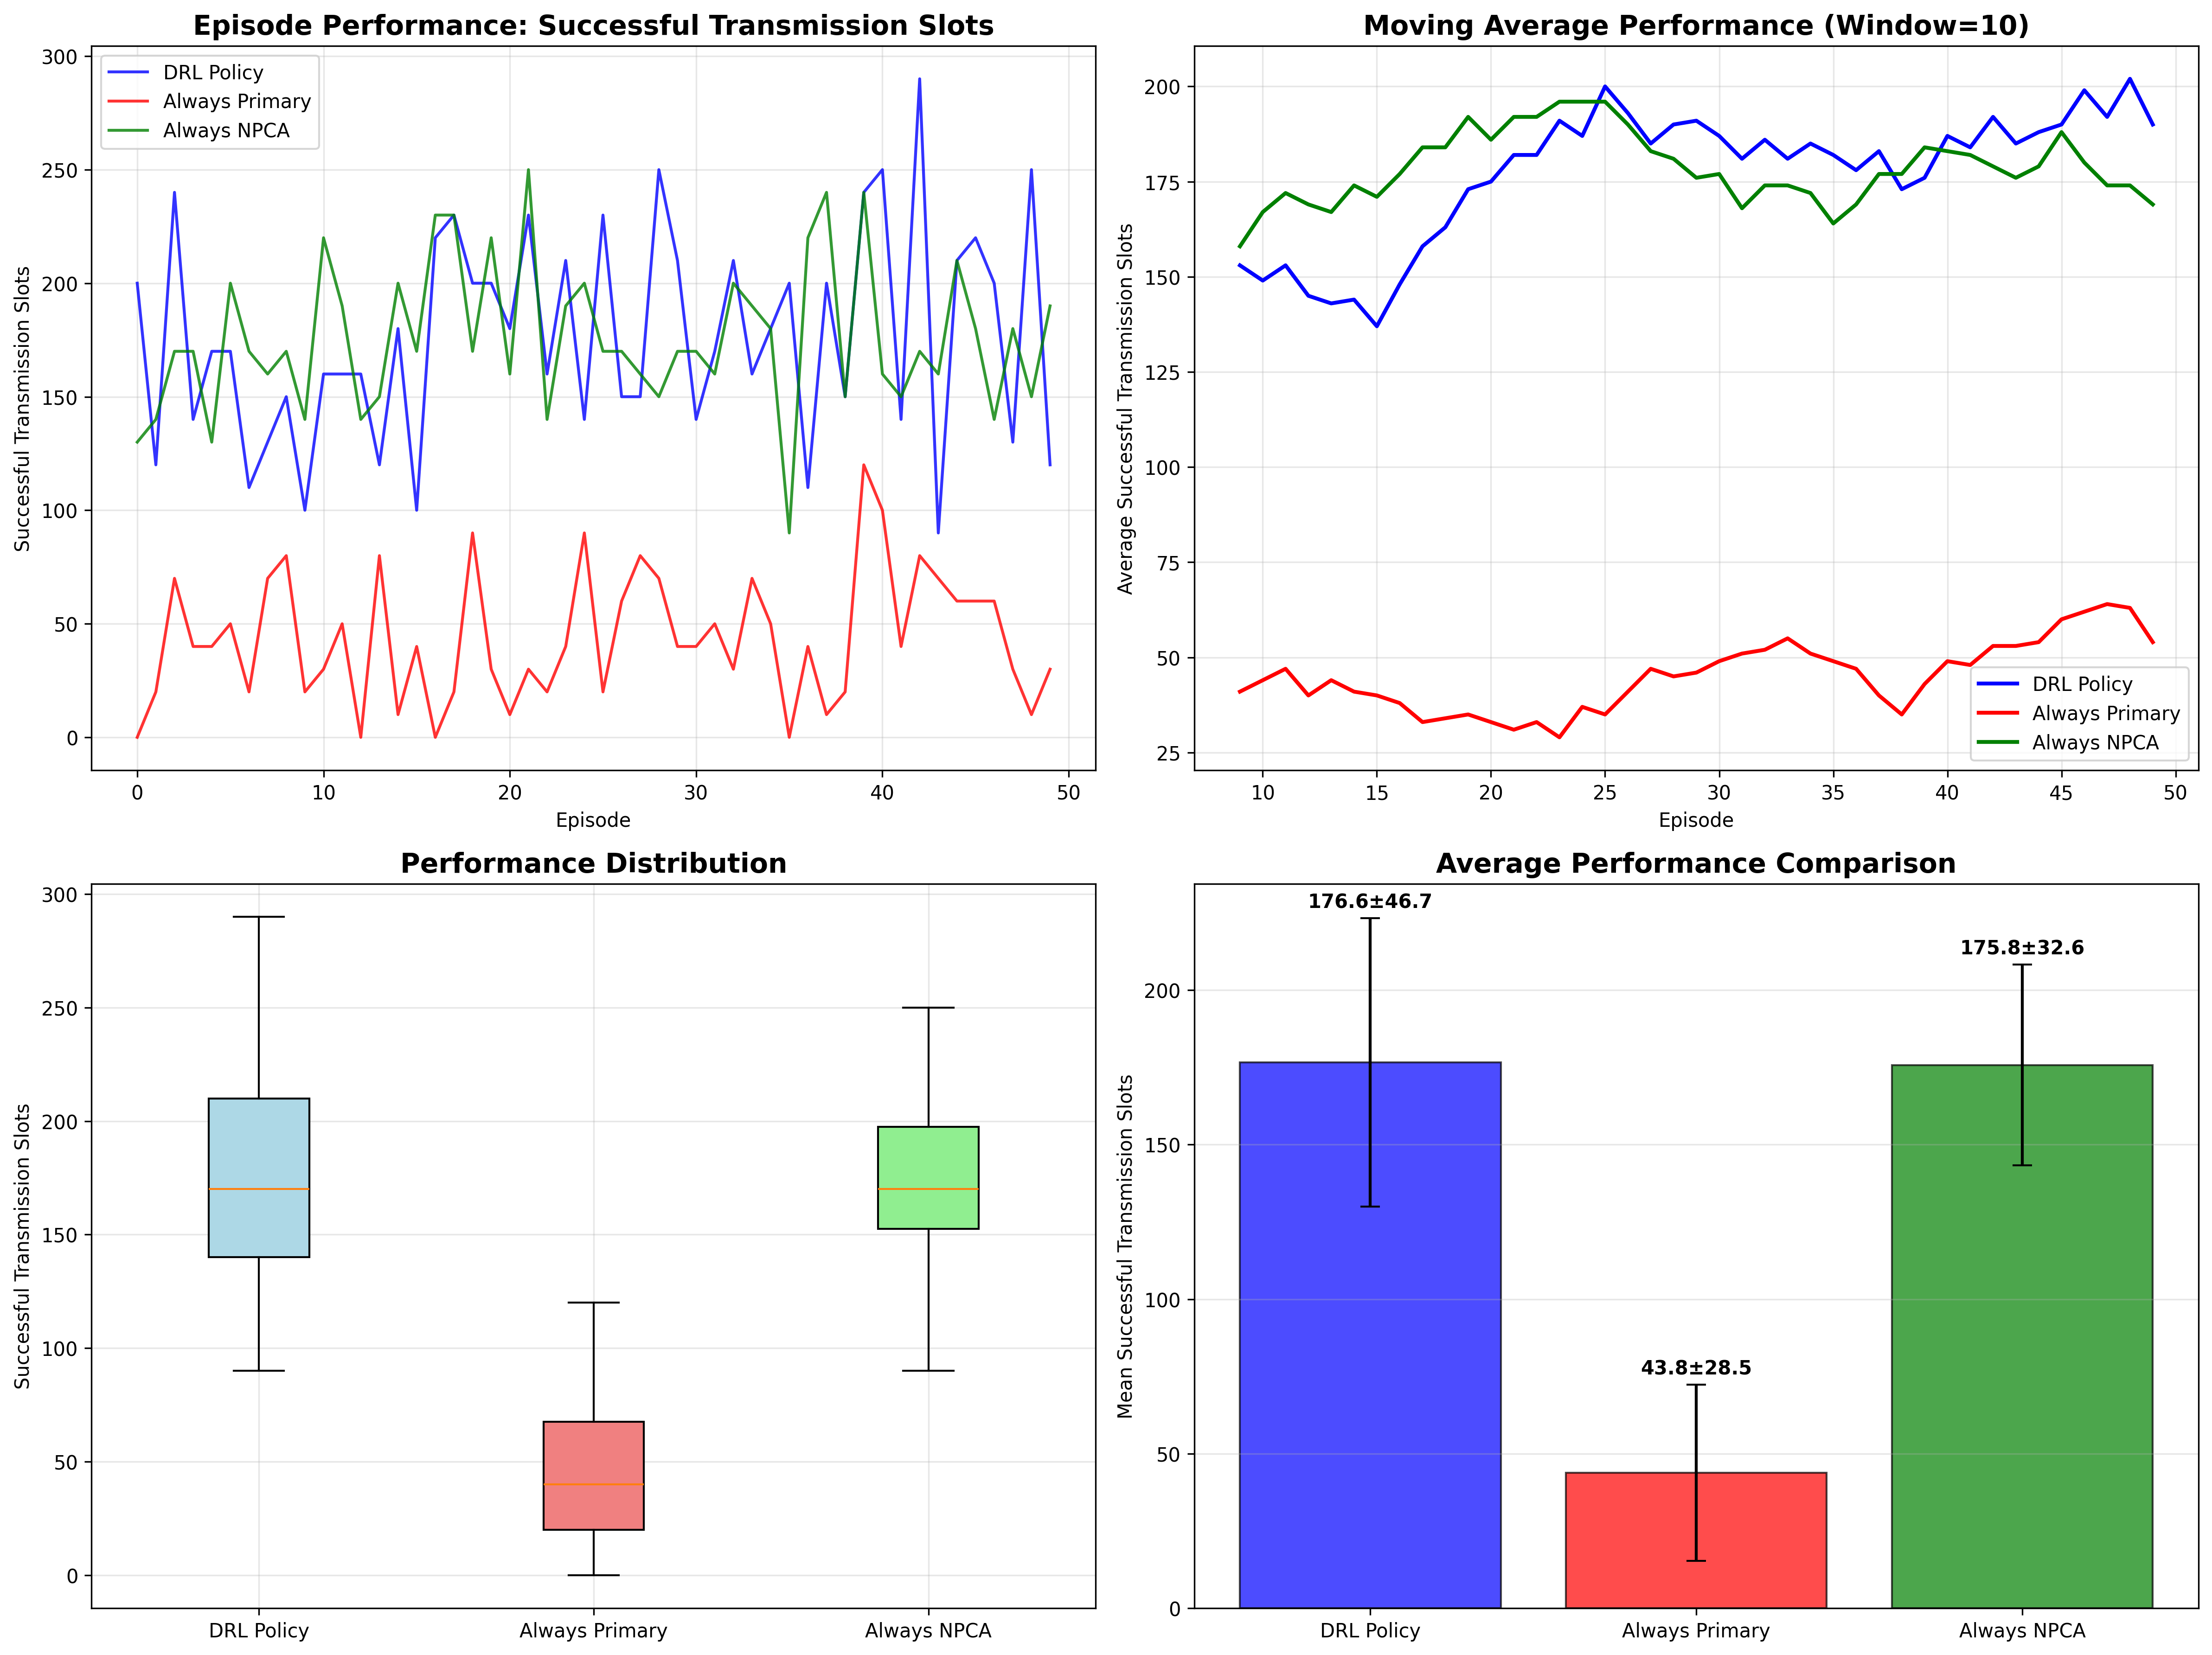 Episode Performance: Successful Transmission Slots
300
250
200
150
100
50
0
Successful Transmission Slots
DRL Policy
Always Primary
Always NPCA
0 10 20 30 40 50
Episode
Moving Average Performance (Window=10)
200
175
150
125
100
75
50
25
Average Successful Transmission Slots
DRL Policy
Always Primary
Always NPCA
10 15 20 25 30 35 40 45 50
Episode
Performance Distribution
300
250
200
150
100
50
0
Successful Transmission Slots
DRL Policy Always Primary Always NPCA
Average Performance Comparison
200
150
100
50
0
Mean Successful Transmission Slots
176.6±46.7
43.8±28.5
175.8±32.6
DRL Policy Always Primary Always NPCA